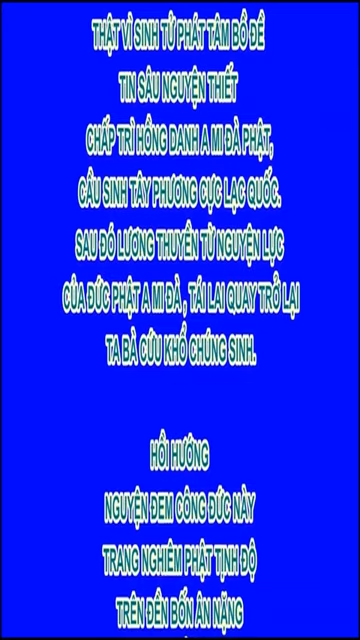 THẬT VÌ SINH TỬ PHÁT TÂM BỒ ĐỀ
TIN SÂU NGUYỆN THIẾT
CHẤP TRÌ HỒNG DANH A MI ĐÀ PHẬT,
CẦU SINH TÂY PHƯƠNG CỰC LẠC QUỐC.
SAU ĐÓ LƯƠNG THUYỀN TỪ NGUYỆN LỰC
CỦA ĐỨC PHẬT A MI ĐÀ , TÁI LAI QUAY TRỞ LẠI
TA BÀ CỨU KHỔ CHÚNG SINH.
HỒI HƯỚNG
NGUYỆN ĐEM CÔNG ĐỨC NÀY
TRANG NGHIÊM PHẬT TỊNH ĐỘ
TRÊN ĐỀN BỐN ÂN NẶNG